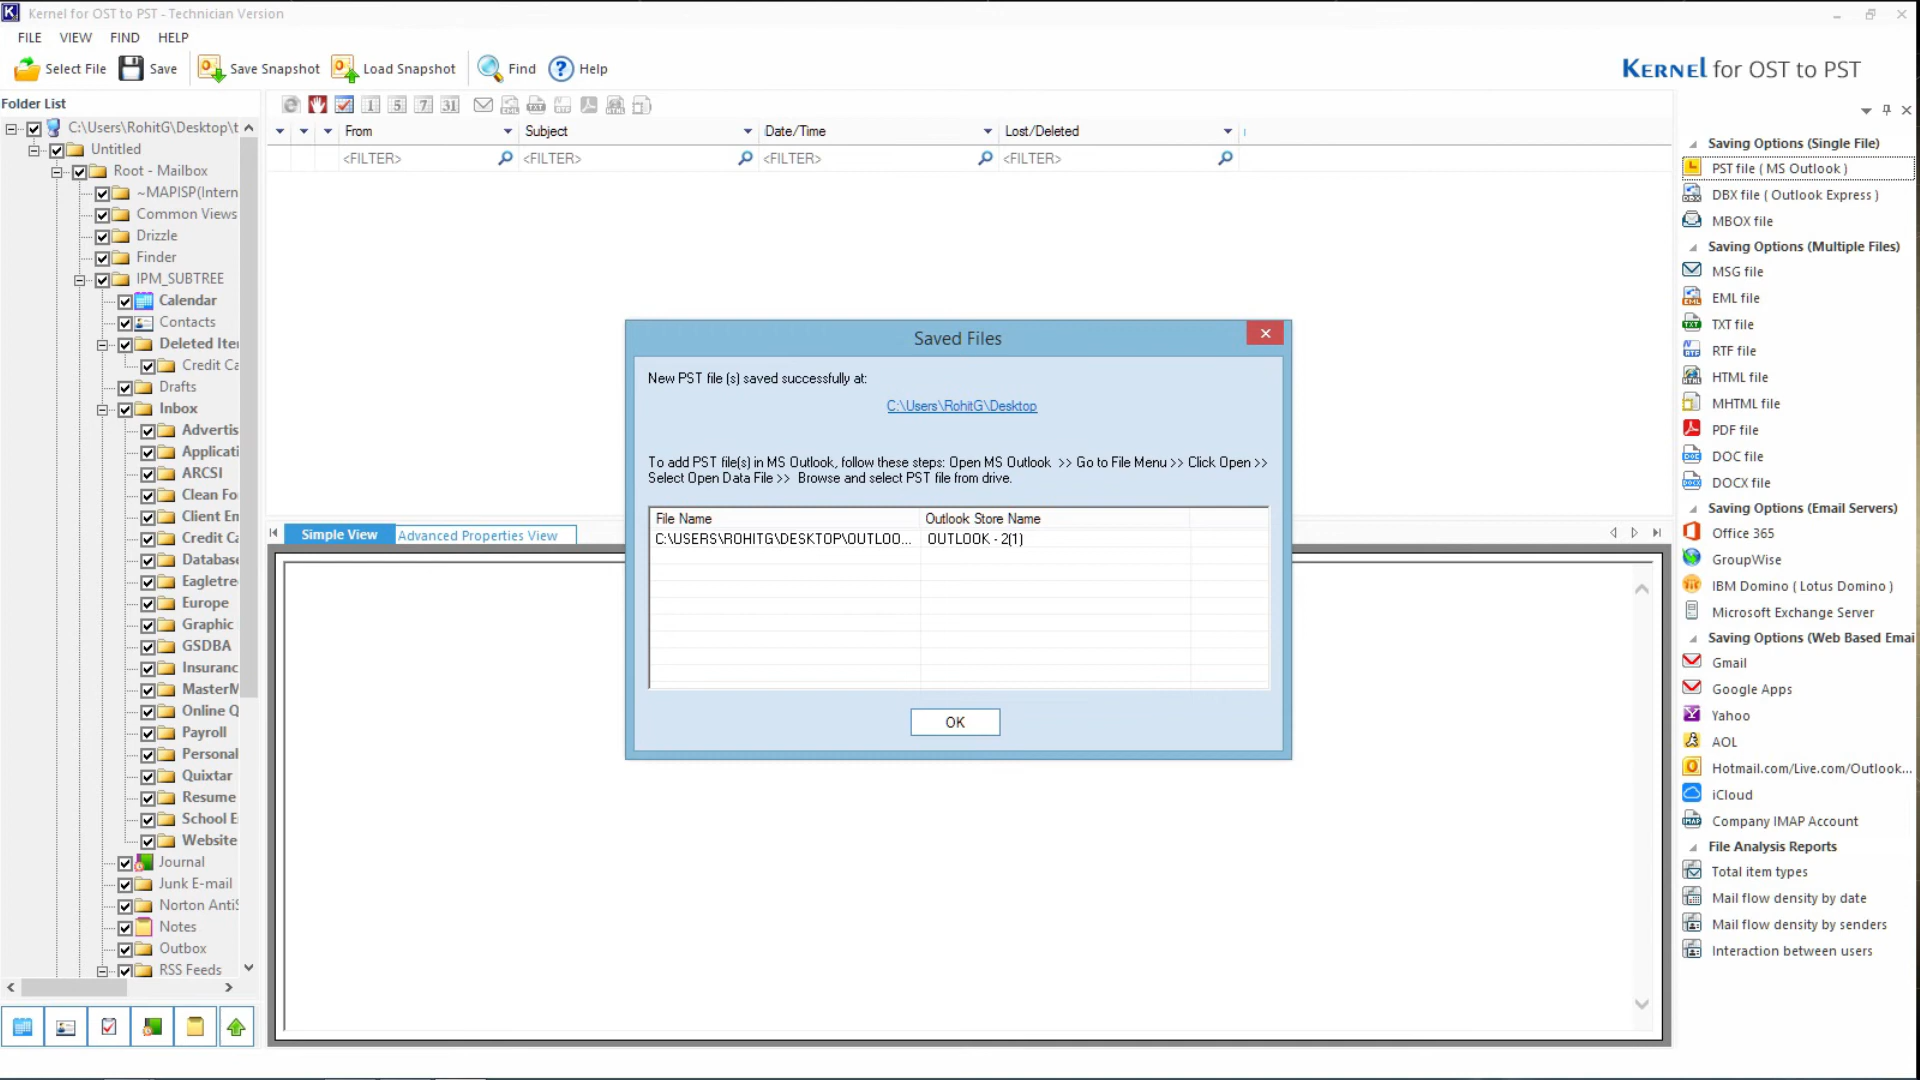 Kernel for OST to PST - Technician Version
FILE VIEW FIND HELP
Select File Save Save Snapshot Load Snapshot Find Help
KERNEL for OST to PST
Folder List
C:\Users\RohitG\Desktop\t
Untitled
Root - Mailbox
~MAPISP(Intern
Common Views
Drizzle
Finder
IPM_SUBTREE
Calendar
Contacts
Deleted Ite
Credit Ca
Drafts
Inbox
Advertis
Applicati
ARCSI
Clean Fo
Client En
Credit Ca
Databas
Eagletre
Europe
Graphic
GSDBA
Insuranc
MasterM
Online Q
Payroll
Personal
Quixtar
Resume
School E
Website
Journal
Junk E-mail
Norton AntiS
Notes
Outbox
RSS Feeds
1 5 7 31
From Subject Date/Time Lost/Deleted
<FILTER> <FILTER> <FILTER> <FILTER>
Simple View Advanced Properties View
Saved Files
New PST file (s) saved successfully at:
C:\Users\RohitG\Desktop
To add PST file(s) in MS Outlook, follow these steps: Open MS Outlook >> Go to File Menu >> Click Open >>
Select Open Data File >> Browse and select PST file from drive.
File Name Outlook Store Name
C:\USERS\ROHITG\DESKTOP\OUTLOO... OUTLOOK - 2(1)
OK
Saving Options (Single File)
PST file ( MS Outlook )
DBX file ( Outlook Express )
MBOX file
Saving Options (Multiple Files)
MSG file
EML file
TXT file
RTF file
HTML file
MHTML file
PDF file
DOC file
DOCX file
Saving Options (Email Servers)
Office 365
GroupWise
IBM Domino ( Lotus Domino )
Microsoft Exchange Server
Saving Options (Web Based Emai
Gmail
Google Apps
Yahoo
AOL
Hotmail.com/Live.com/Outlook...
iCloud
Company IMAP Account
File Analysis Reports
Total item types
Mail flow density by date
Mail flow density by senders
Interaction between users